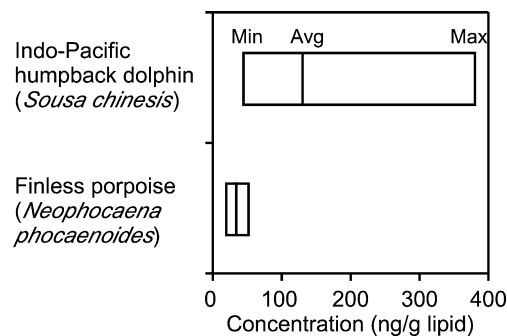 Min Avg Max
Indo-Pacific
humpback dolphin
(Sousa chinesis)
Finless porpoise
(Neophocaena
phocaenoides)
0 100 200 300 400
Concentration (ng/g lipid)